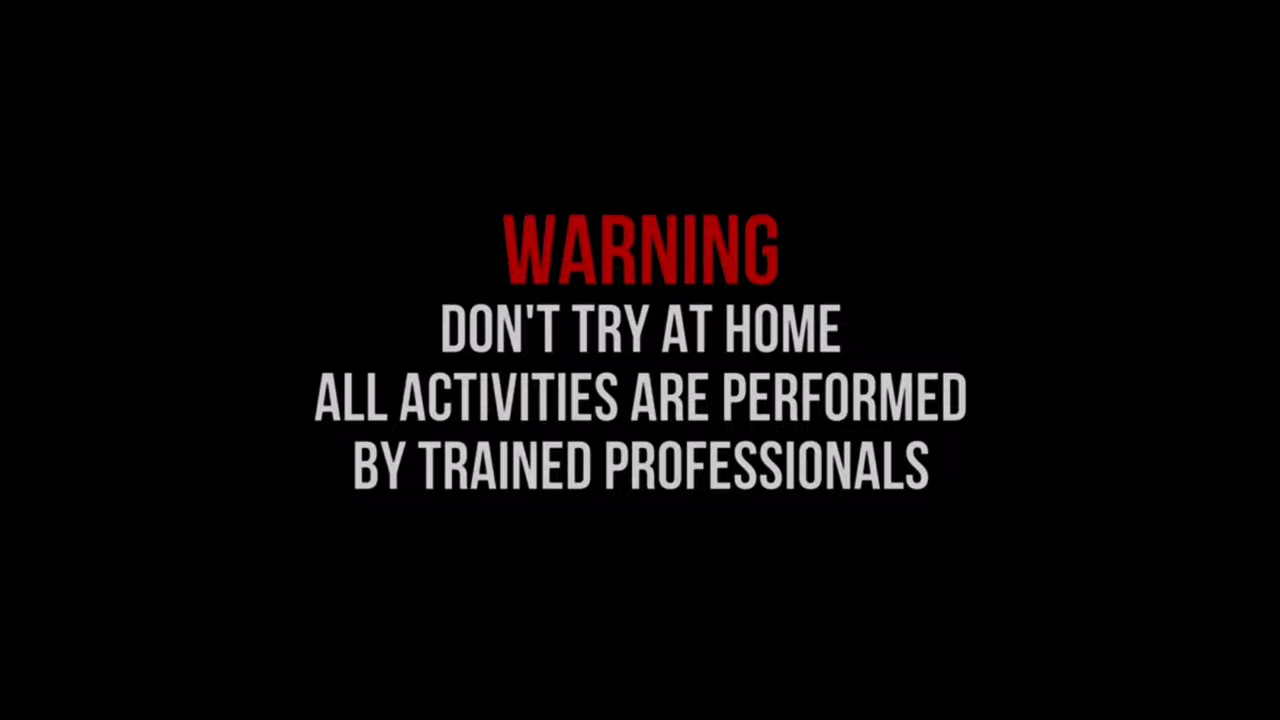 WARNING
DON'T TRY AT HOME
ALL ACTIVITIES ARE PERFORMED
BY TRAINED PROFESSIONALS